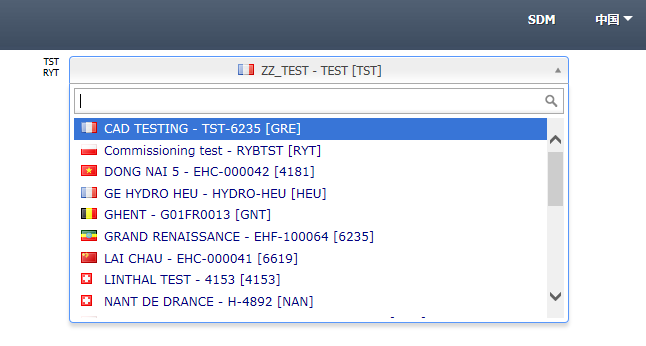 SDM 中国
TST
RYT
ZZ_TEST - TEST [TST]
CAD TESTING - TST-6235 [GRE]
Commissioning test - RYBTST [RYT]
DONG NAI 5 - EHC-000042 [4181]
GE HYDRO HEU - HYDRO-HEU [HEU]
GHENT - G01FR0013 [GNT]
GRAND RENAISSANCE - EHF-100064 [6235]
LAI CHAU - EHC-000041 [6619]
LINTHAL TEST - 4153 [4153]
NANT DE DRANCE - H-4892 [NAN]